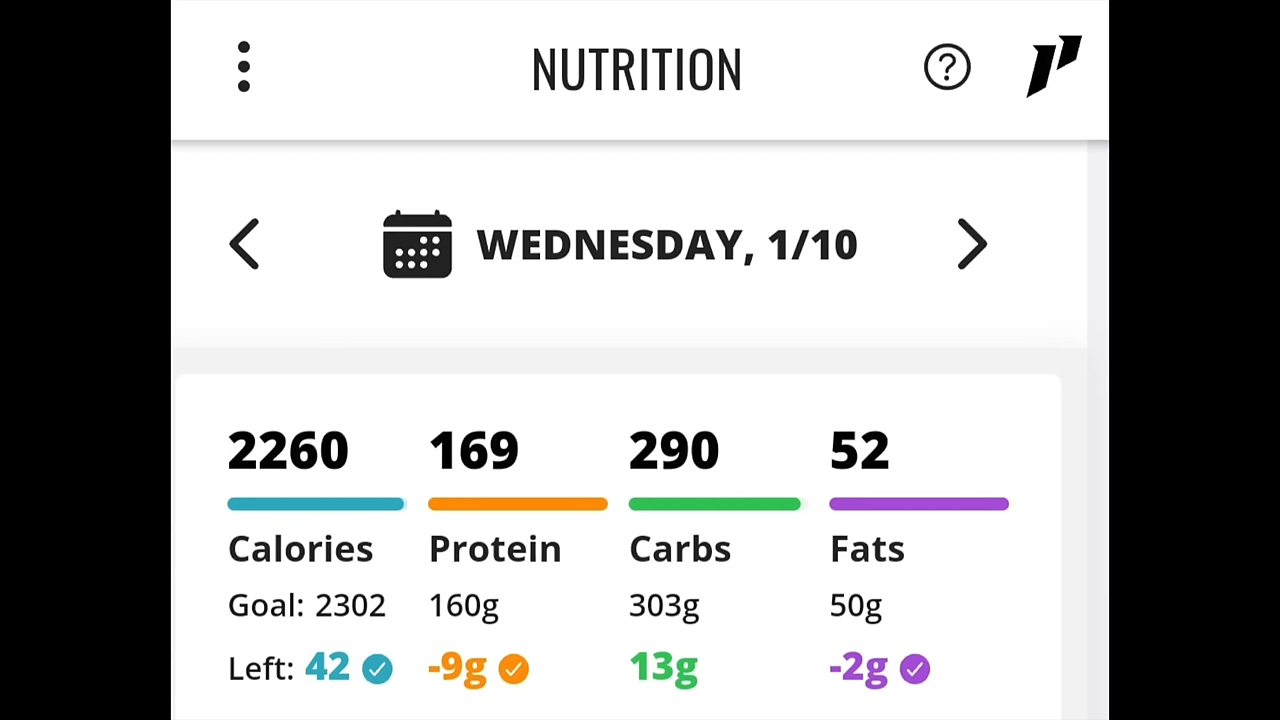 NUTRITION
WEDNESDAY, 1/10
2260 169 290 52
Calories Protein Carbs Fats
Goal: 2302 160g 303g 50g
Left: 42 -9g 13g -2g